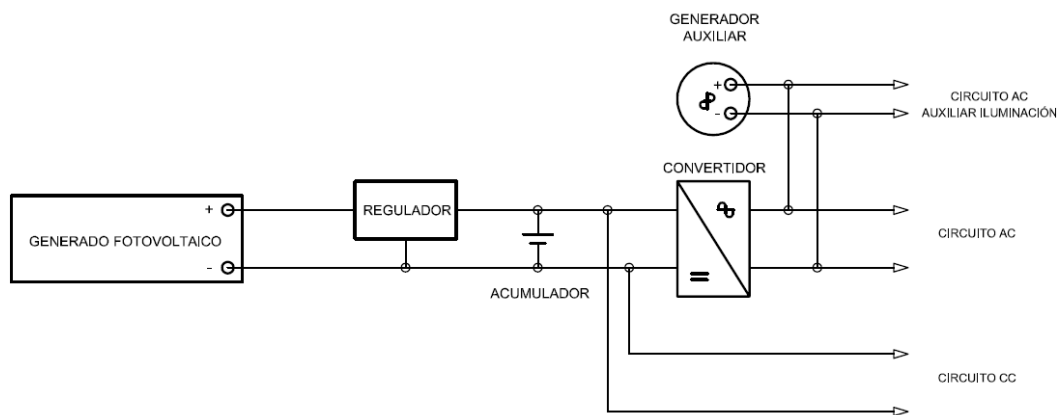 GENERADOR
AUXILIAR
+
-
CIRCUITO AC
AUXILIAR ILUMINACIÓN
CONVERTIDOR
+
REGULADOR
GENERADO FOTOVOLTAICO
CIRCUITO AC
-
ACUMULADOR
CIRCUITO CC